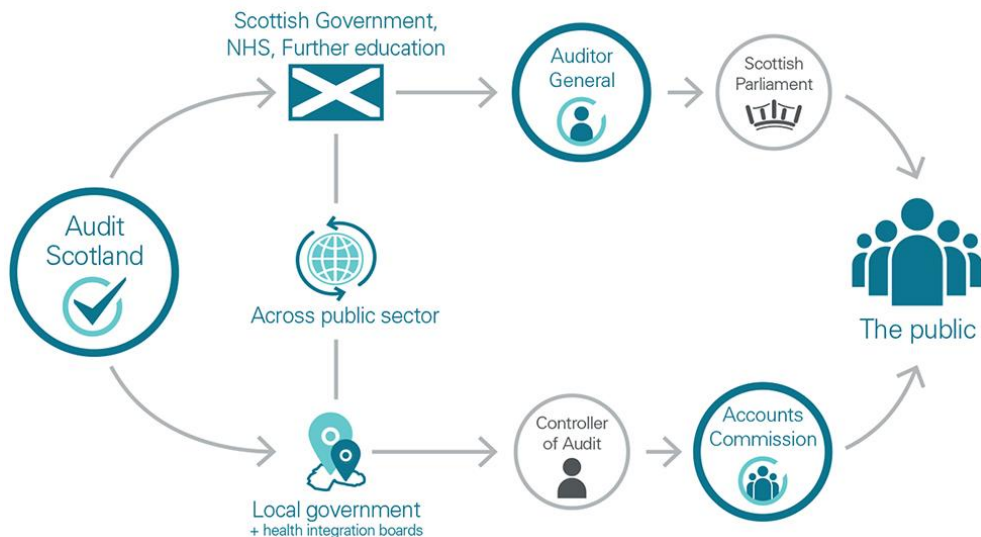 Scottish Government,
NHS, Further education
Auditor
General
Scottish
Parliament
Audit
Scotland
Across public sector
The public
Local government
+ health integration boards
Controller
of Audit
Accounts
Commission